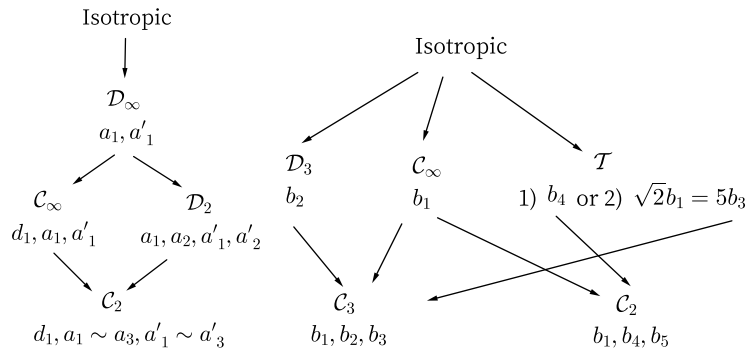 Isotropic
𝒟∞
a₁, a′₁
𝒞∞
d₁, a₁, a′₁
𝒟₂
a₁, a₂, a′₁, a′₂
𝒞₂
d₁, a₁ ∼ a₃, a′₁ ∼ a′₃
Isotropic
𝒟₃
b₂
𝒞∞
b₁
𝒯
1) b₄ or 2) √2b₁ = 5b₃
𝒞₃
b₁, b₂, b₃
𝒞₂
b₁, b₄, b₅